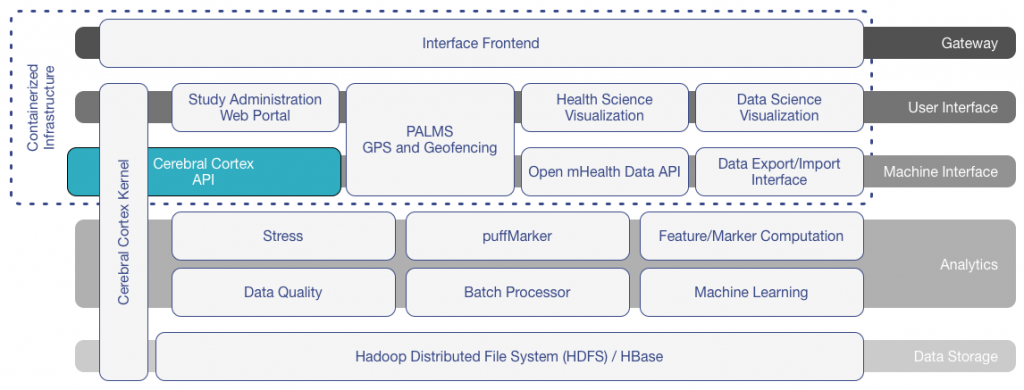 Interface Frontend
Gateway
Containerized
Infrastructure
Study Administration
Web Portal
PALMS
GPS and Geofencing
Health Science
Visualization
Data Science
Visualization
User Interface
Cerebral Cortex
API
Open mHealth Data API
Data Export/Import
Interface
Machine Interface
Cerebral Cortex Kernel
Stress
puffMarker
Feature/Marker Computation
Analytics
Data Quality
Batch Processor
Machine Learning
Hadoop Distributed File System (HDFS) / HBase
Data Storage